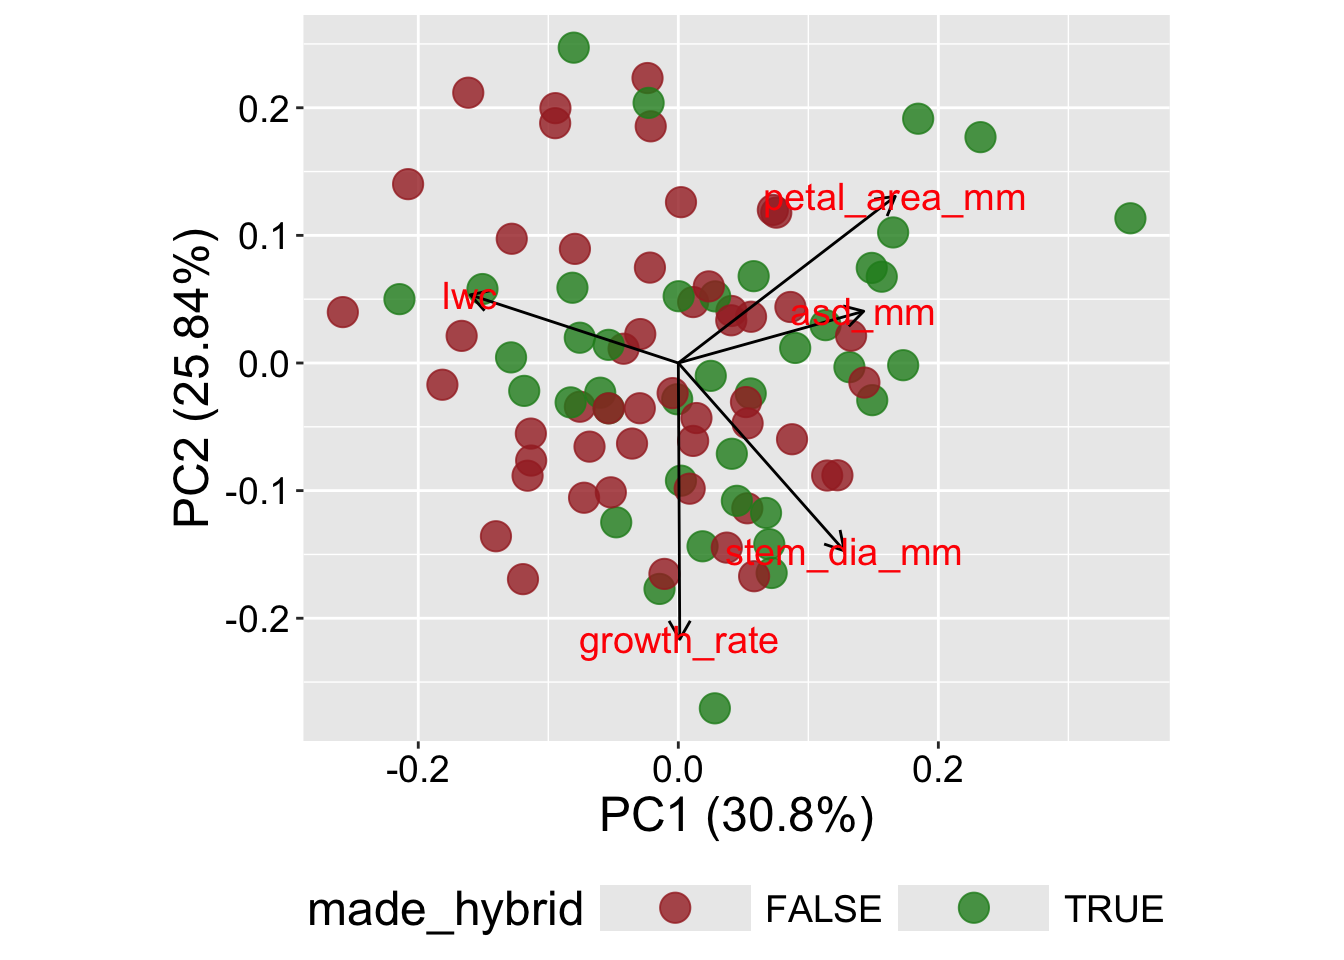 0.2
0.1
0.0
-0.1
-0.2
PC2 (25.84%)
petal_area_mm
lwc
asd_mm
stem_dia_mm
growth_rate
-0.2 0.0 0.2
PC1 (30.8%)
made_hybrid FALSE TRUE